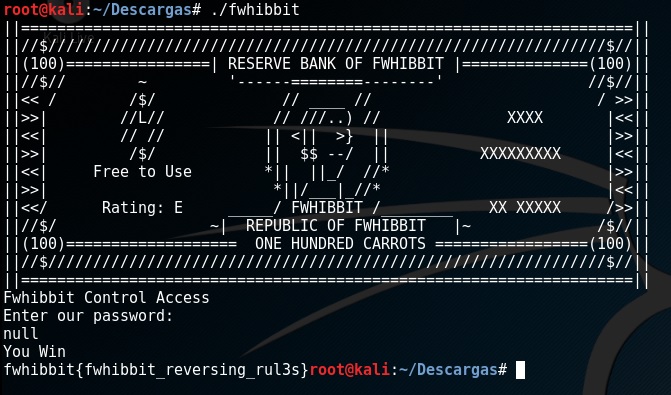 root@kali:~/Descargas# ./fwhibbit
||====================================================================||
||//$//////////////////////////////////////////////////////////////$//||
||(100)================| RESERVE BANK OF FWHIBBIT |==============(100)||
||//$//        ~         '------========--------'                //$//||
||<< /        /$/              // ____ //                         / >>||
||>>|       //L//            // ///..) //              XXXX       |<<||
||<<|       // //           || <||  >}  ||                        |>>||
||>>|        /$/            ||  $$ --/  ||          XXXXXXXXX     |<<||
||<<|    Free to Use        *||  ||_/  //*                        |>>||
||>>|                        *||/___|_//*                         |<<||
||<</     Rating: E     ______/ FWHIBBIT /________    XX XXXXX     />>||
||//$/                 ~|  REPUBLIC OF FWHIBBIT   |~              /$//||
||(100)===================  ONE HUNDRED CARROTS =================(100)||
||//$//////////////////////////////////////////////////////////////$//||
||====================================================================||
Fwhibbit Control Access
Enter our password:
null
You Win
fwhibbit{fwhibbit_reversing_rul3s}root@kali:~/Descargas#